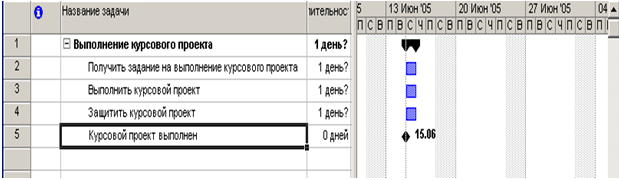 Название задачи
ительност
5
13 Июн '05
20 Июн '05
27 Июн '05
04
П С В П В С Ч П С В П В С Ч П С В П В С Ч П С В П В С Ч П
1 Выполнение курсового проекта 1 день?
2 Получить задание на выполнение курсового проекта 1 день?
3 Выполнить курсовой проект 1 день?
4 Защитить курсовой проект 1 день?
5 Курсовой проект выполнен 0 дней 15.06